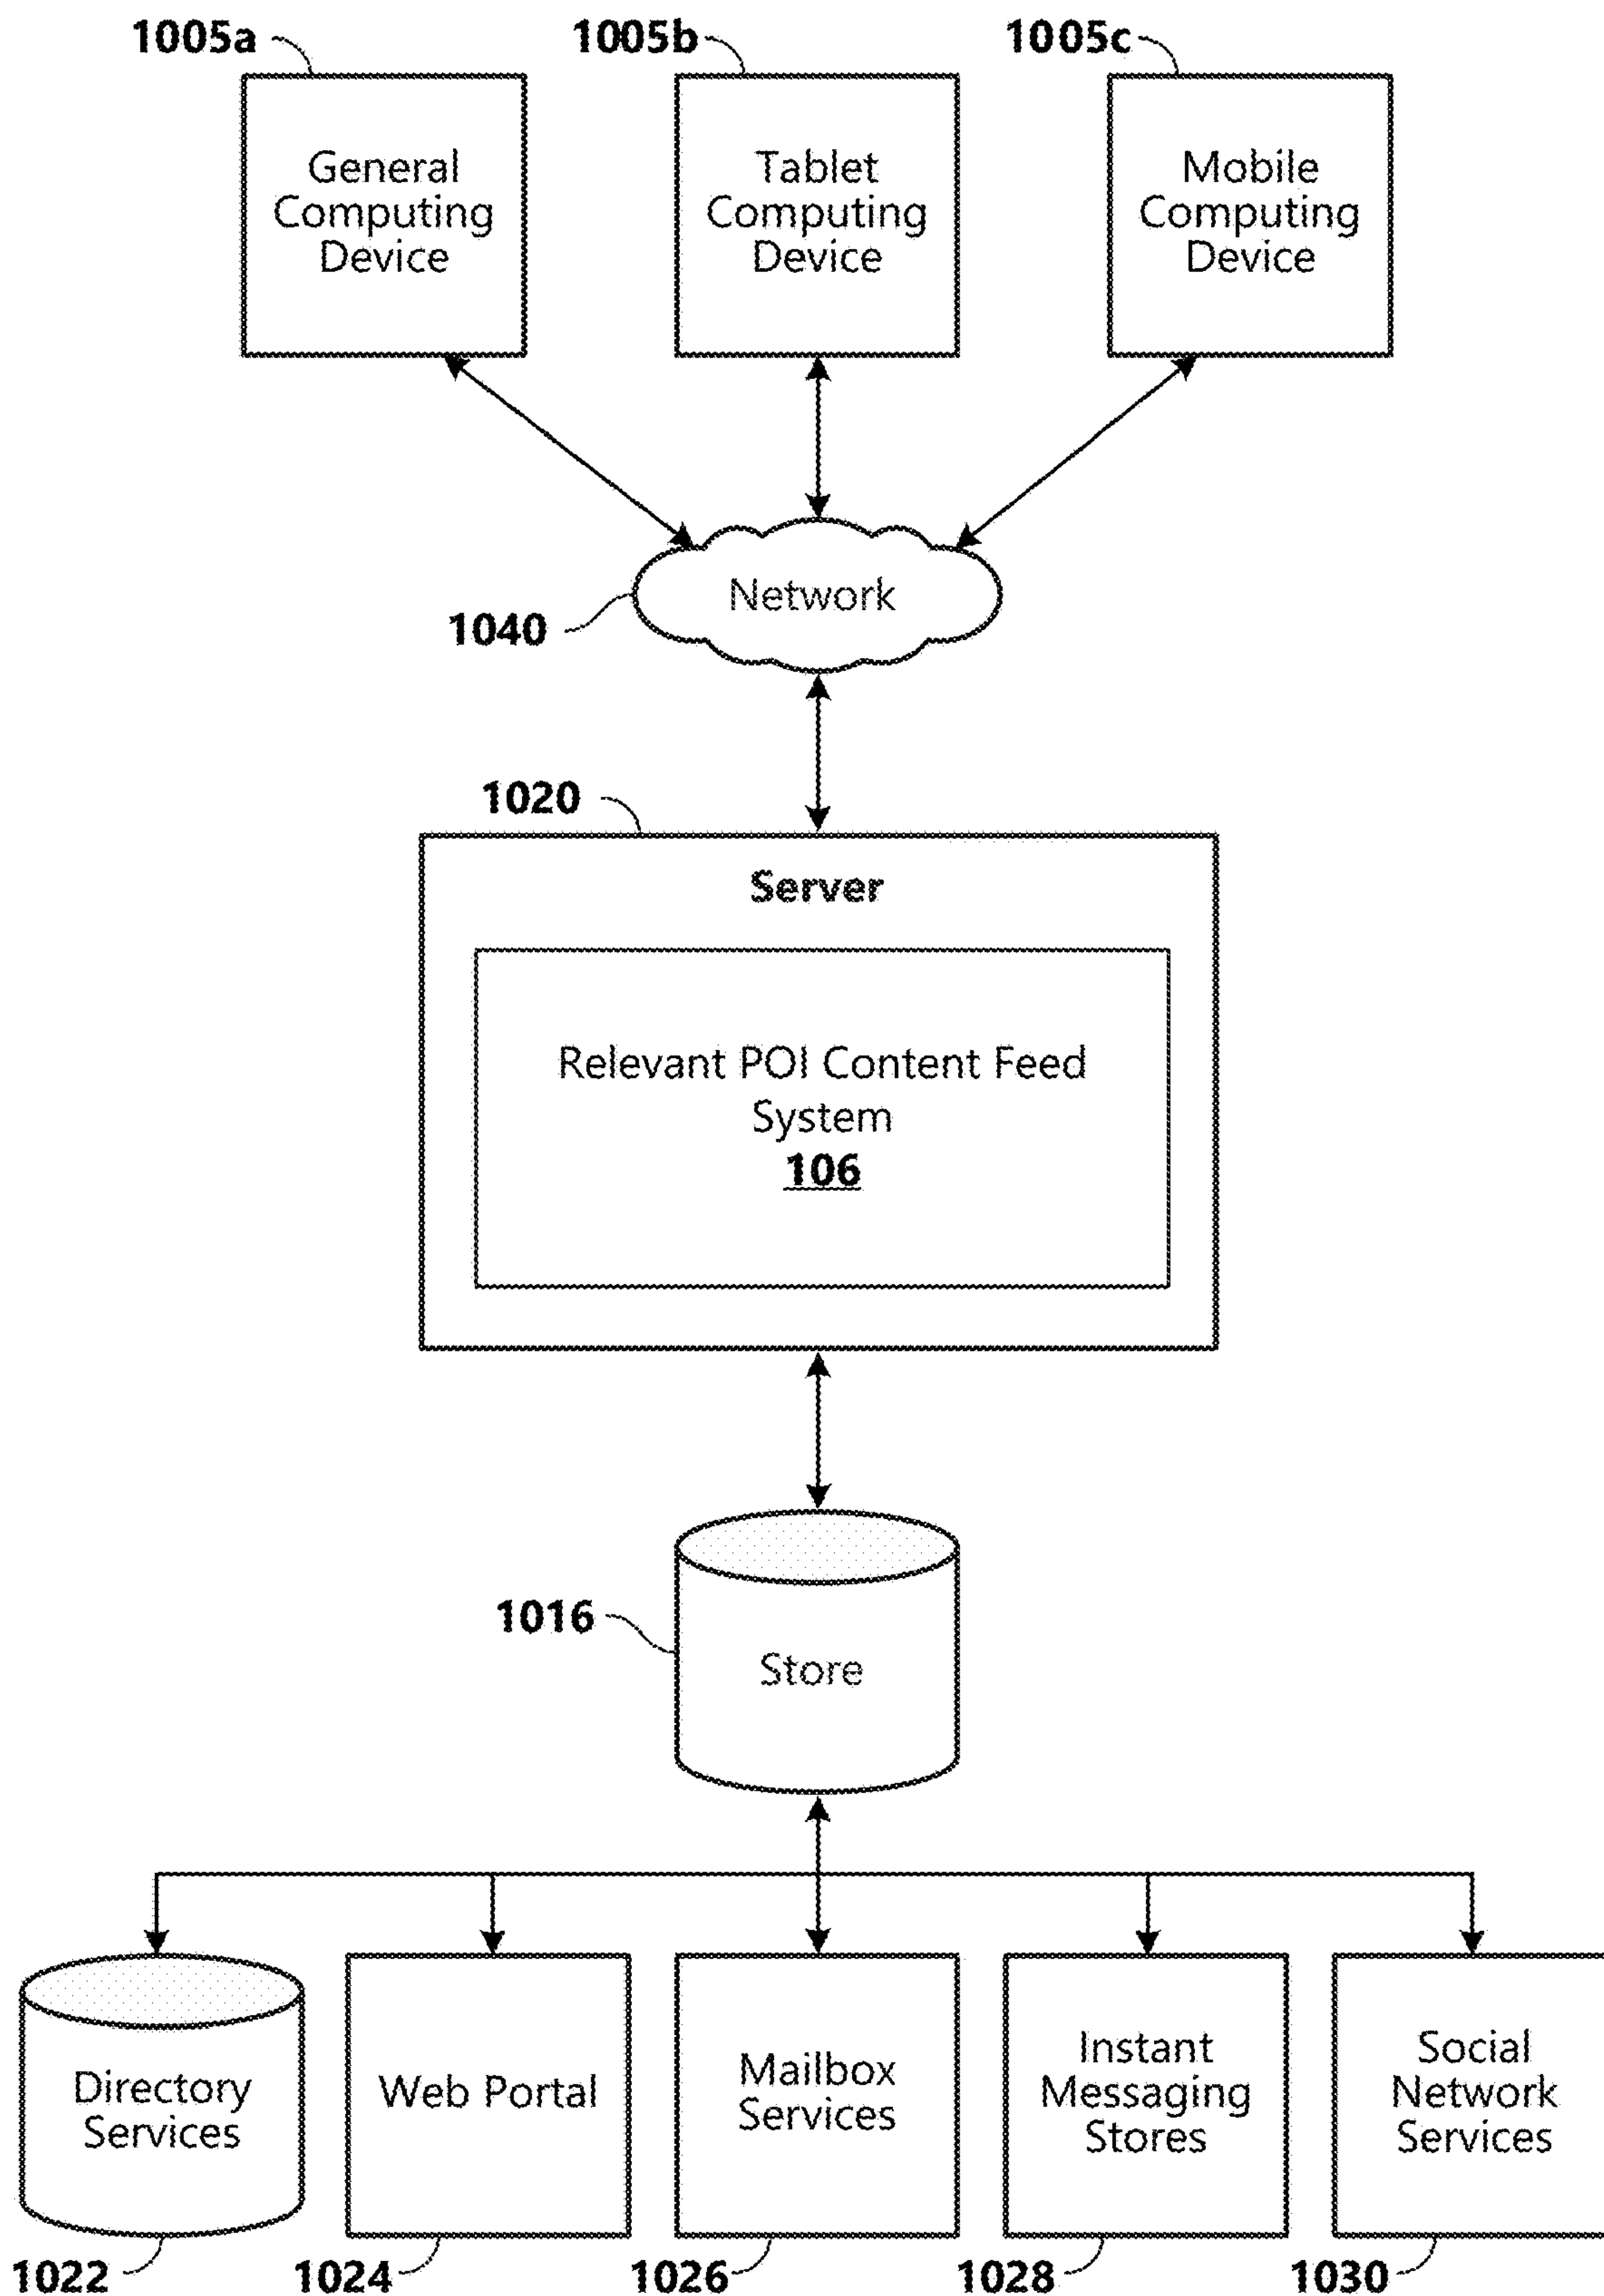 1005a
1005b
1005c
General
Computing
Device
Tablet
Computing
Device
Mobile
Computing
Device
Network
1040
1020
Server
Relevant POI Content Feed
System
106
1016
Store
Directory
Services
Web Portal
Mailbox
Services
Instant
Messaging
Stores
Social
Network
Services
1022
1024
1026
1028
1030